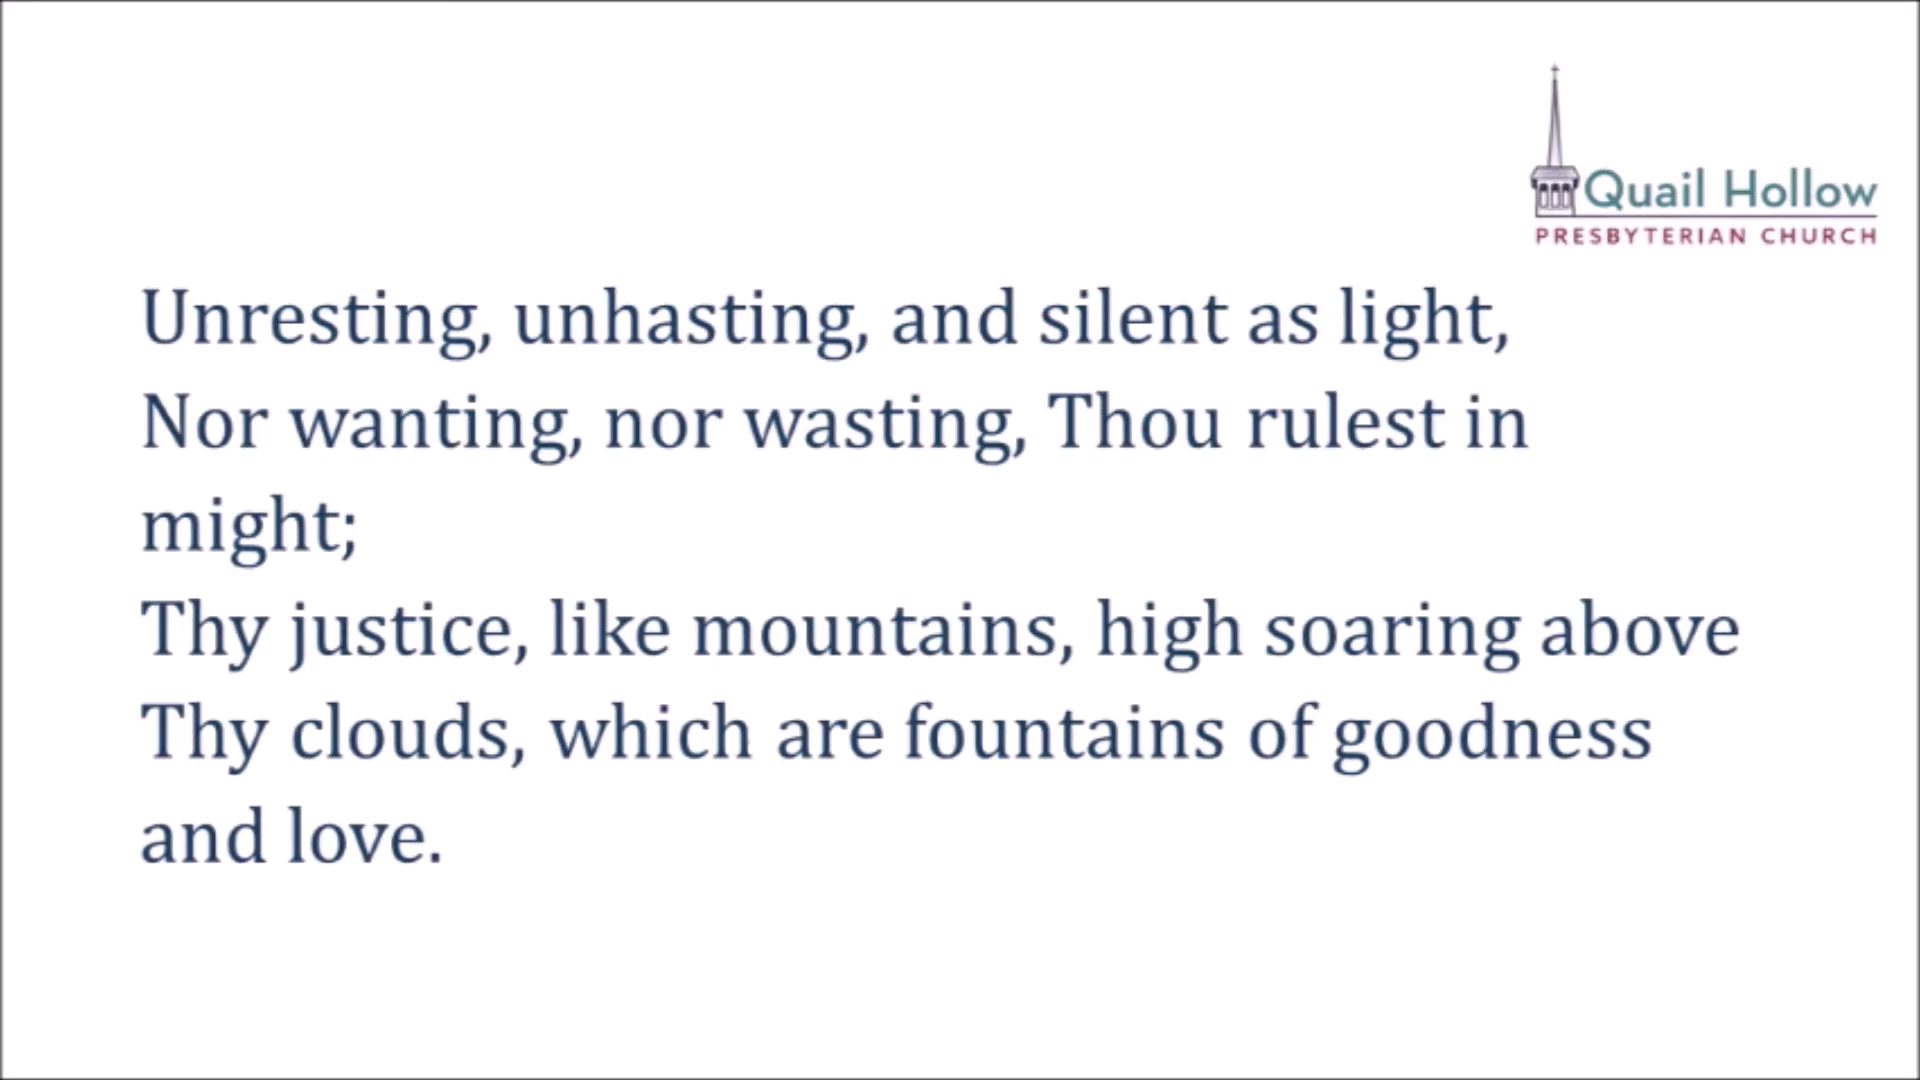 Quail Hollow
PRESBYTERIAN CHURCH
Unresting, unhasting, and silent as light,
Nor wanting, nor wasting, Thou rulest in
might;
Thy justice, like mountains, high soaring above
Thy clouds, which are fountains of goodness
and love.